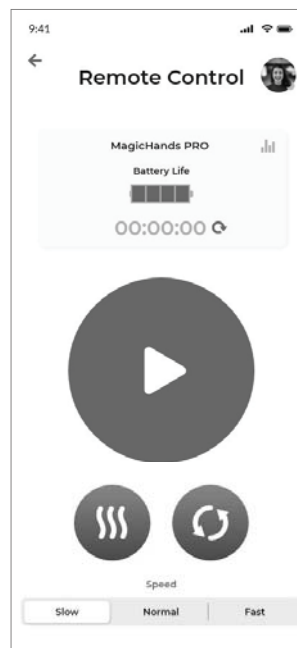 9:41
Remote Control
MagicHands PRO
Battery Life
00:00:00
Speed
Slow Normal Fast